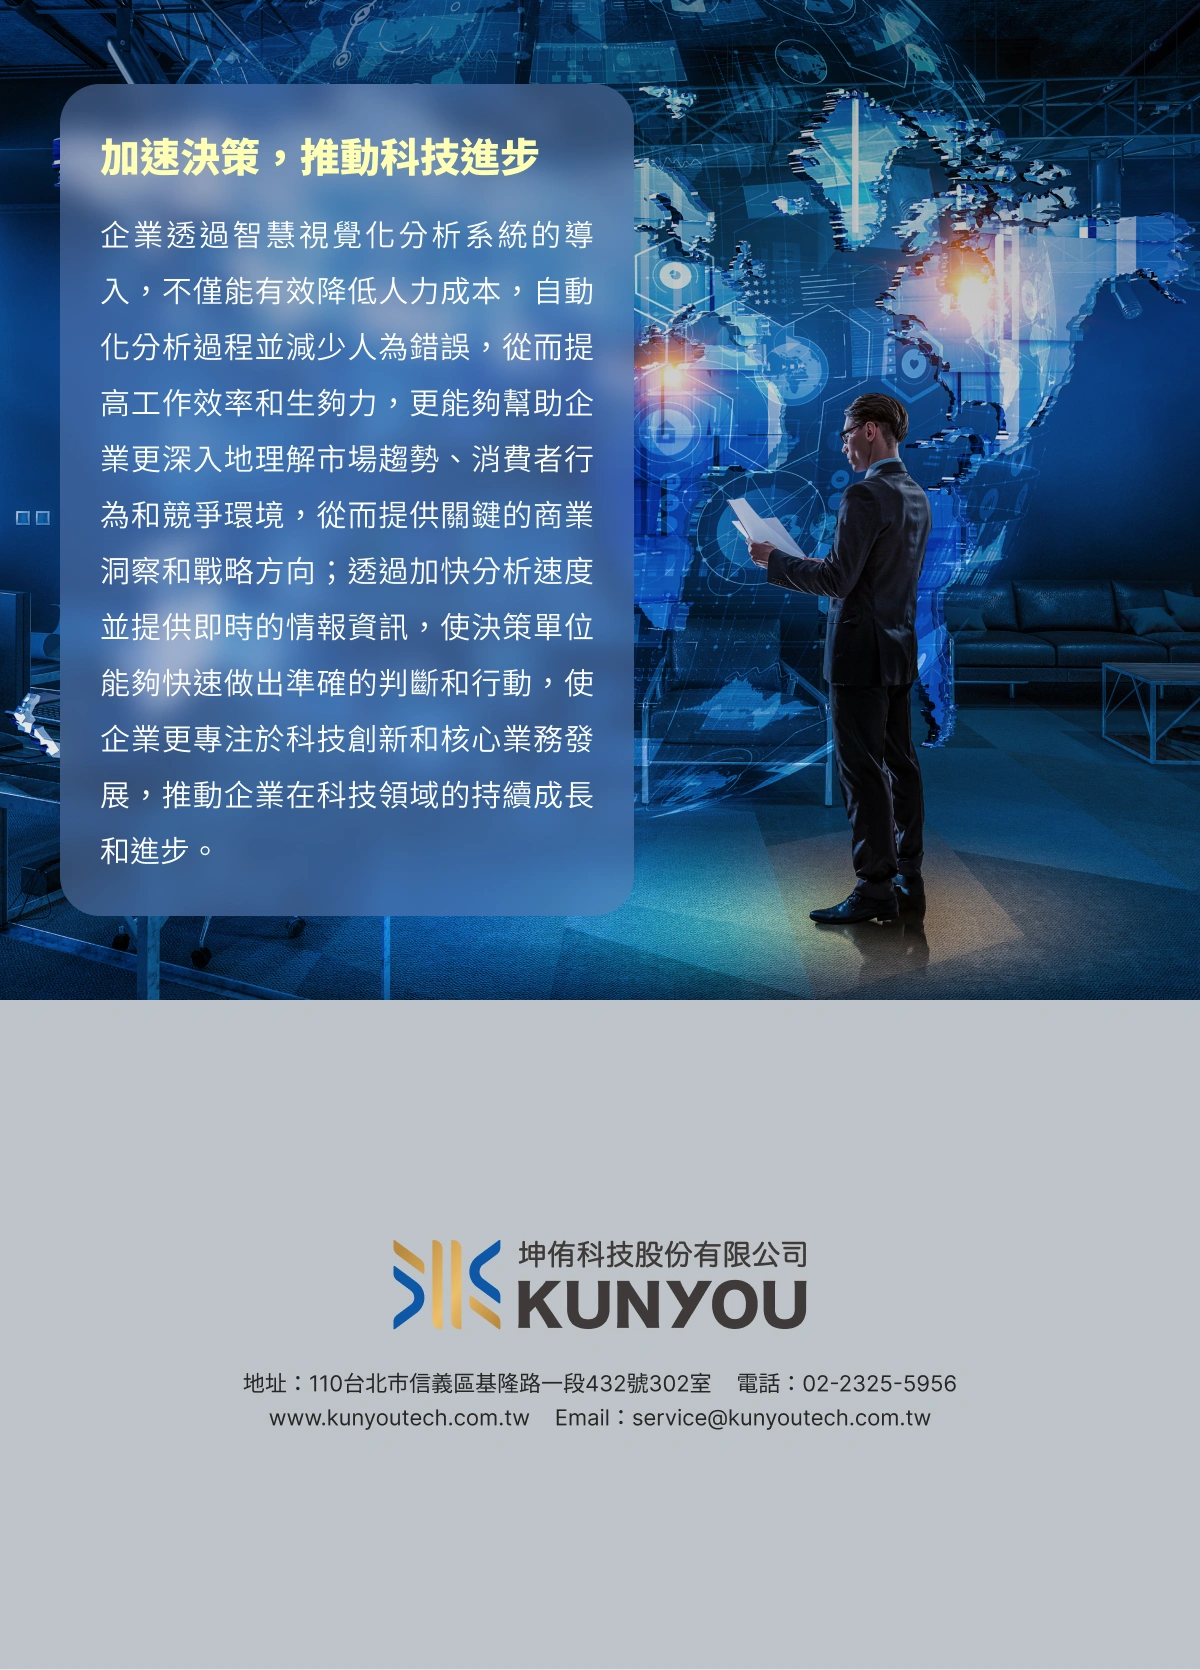 加速決策，推動科技進步
企業透過智慧視覺化分析系統的導
入，不僅能有效降低人力成本，自動
化分析過程並減少人為錯誤，從而提
高工作效率和生夠力，更能夠幫助企
業更深入地理解市場趨勢、消費者行
為和競爭環境，從而提供關鍵的商業
洞察和戰略方向；透過加快分析速度
並提供即時的情報資訊，使決策單位
能夠快速做出準確的判斷和行動，使
企業更專注於科技創新和核心業務發
展，推動企業在科技領域的持續成長
和進步。
坤侑科技股份有限公司
KUNYOU
地址：110台北市信義區基隆路一段432號302室 電話：02-2325-5956
www.kunyoutech.com.tw Email：service@kunyoutech.com.tw